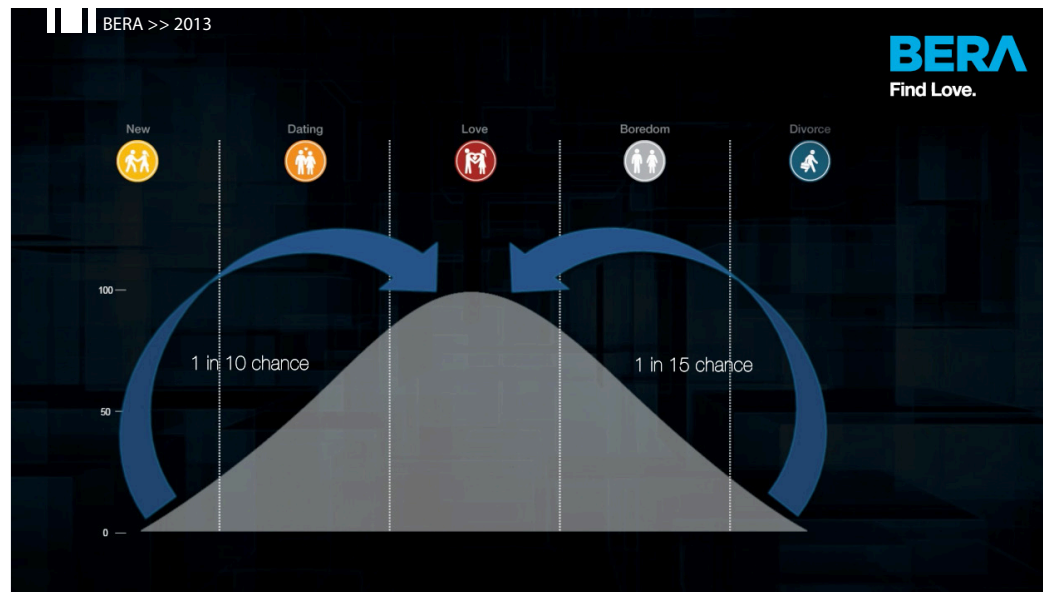 BERA >> 2013
BERA
Find Love.
New
Dating
Love
Boredom
Divorce
100
1 in 10 chance
1 in 15 chance
50
0